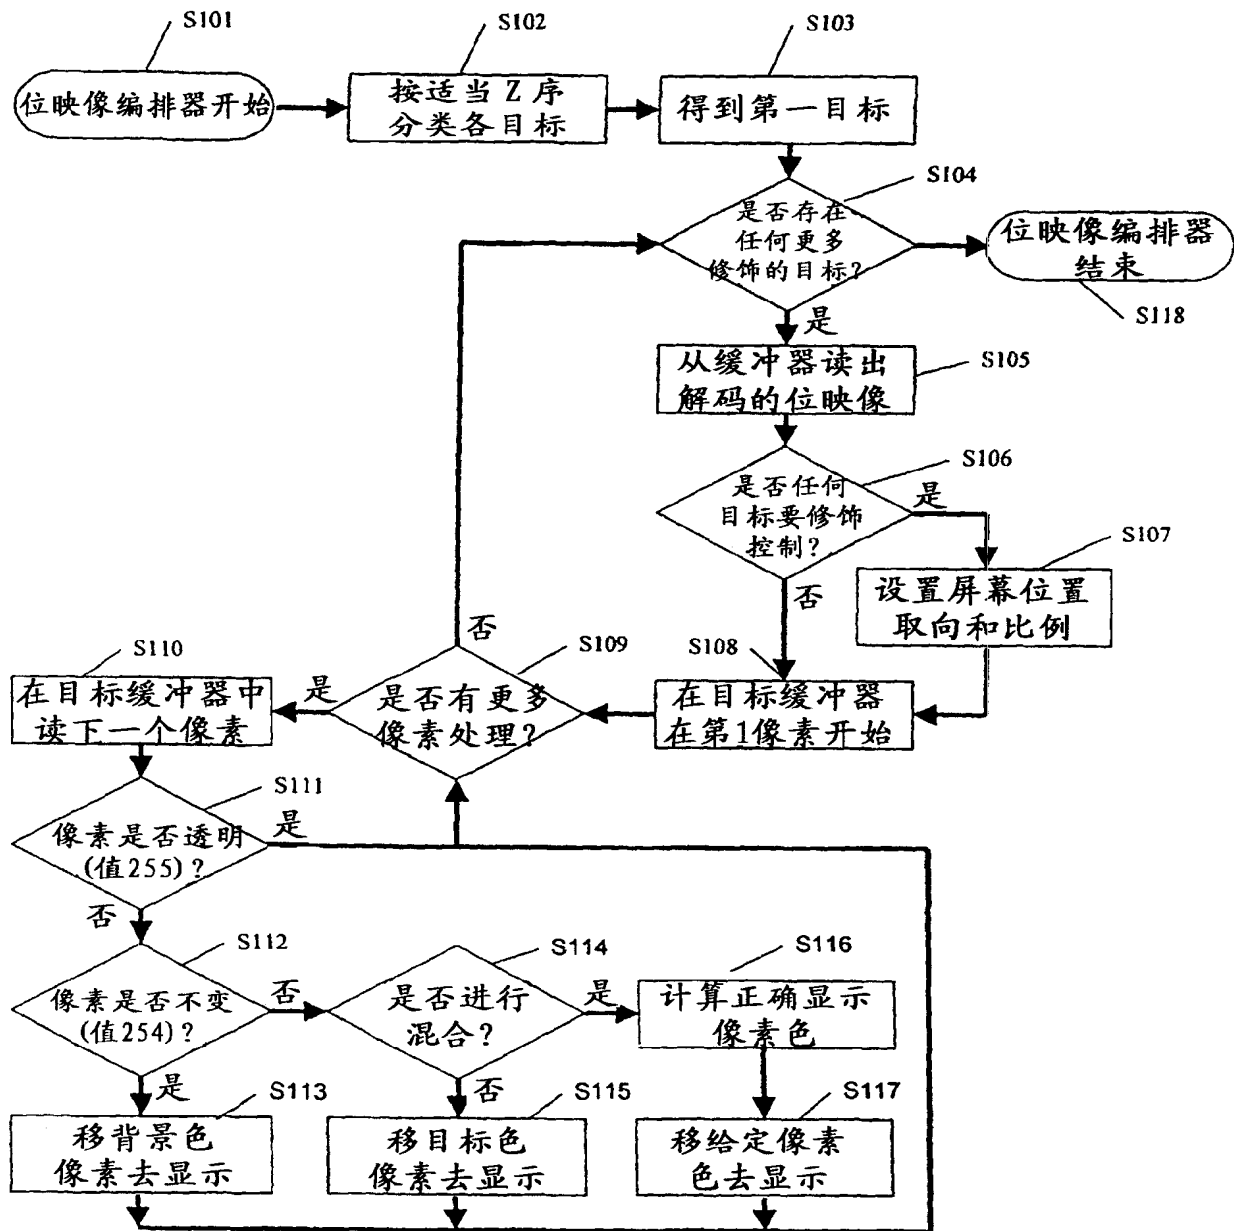 S101
位映像编排器开始
S102
按适当 Z 序
分类各目标
S103
得到第一目标
S104
是否存在
任何更多
修饰的目标?
位映像编排器
结束
S118
是
S105
从缓冲器读出
解码的位映像
S106
是否任何
目标要修饰
控制?
是
S107
设置屏幕位置
取向和比例
否
S108
在目标缓冲器
在第1像素开始
S109
是否有更多
像素处理?
否
是
S110
在目标缓冲器中
读下一个像素
S111
像素是否透明
(值255)?
是
否
S112
像素是否不变
(值254)?
否
S114
是否进行
混合?
是
S116
计算正确显示
像素色
是
S113
移背景色
像素去显示
否
S115
移目标色
像素去显示
S117
移给定像素
色去显示